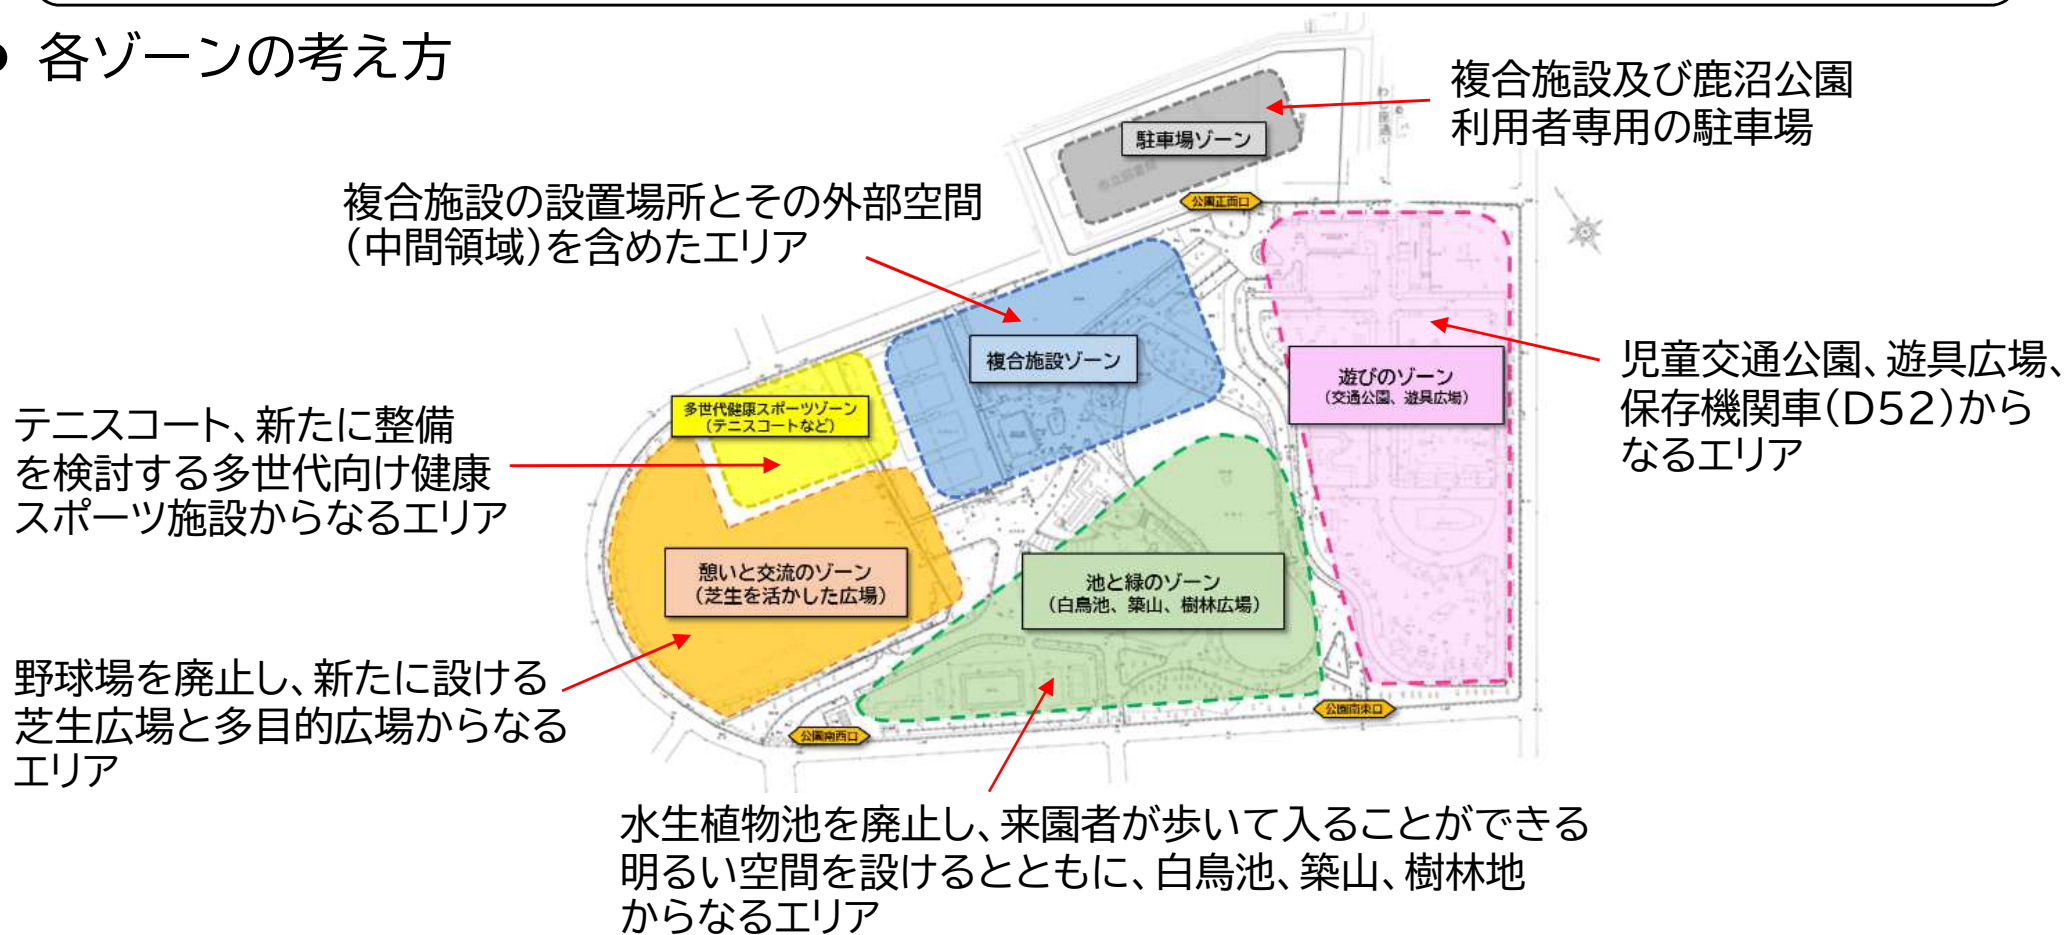 各ゾーンの考え方
複合施設及び鹿沼公園
利用者専用の駐車場
駐車場ゾーン
市立図書館
公園正面口
複合施設の設置場所とその外部空間
(中間領域)を含めたエリア
複合施設ゾーン
遊びのゾーン
(交通公園、遊具広場)
児童交通公園、遊具広場、
保存機関車(D52)から
なるエリア
多世代健康スポーツゾーン
(テニスコートなど)
テニスコート、新たに整備
を検討する多世代向け健康
スポーツ施設からなるエリア
憩いと交流のゾーン
(芝生を活かした広場)
池と緑のゾーン
(白鳥池、築山、樹林広場)
野球場を廃止し、新たに設ける
芝生広場と多目的広場からなる
エリア
公園南西口
公園南東口
水生植物池を廃止し、来園者が歩いて入ることができる
明るい空間を設けるとともに、白鳥池、築山、樹林地
からなるエリア